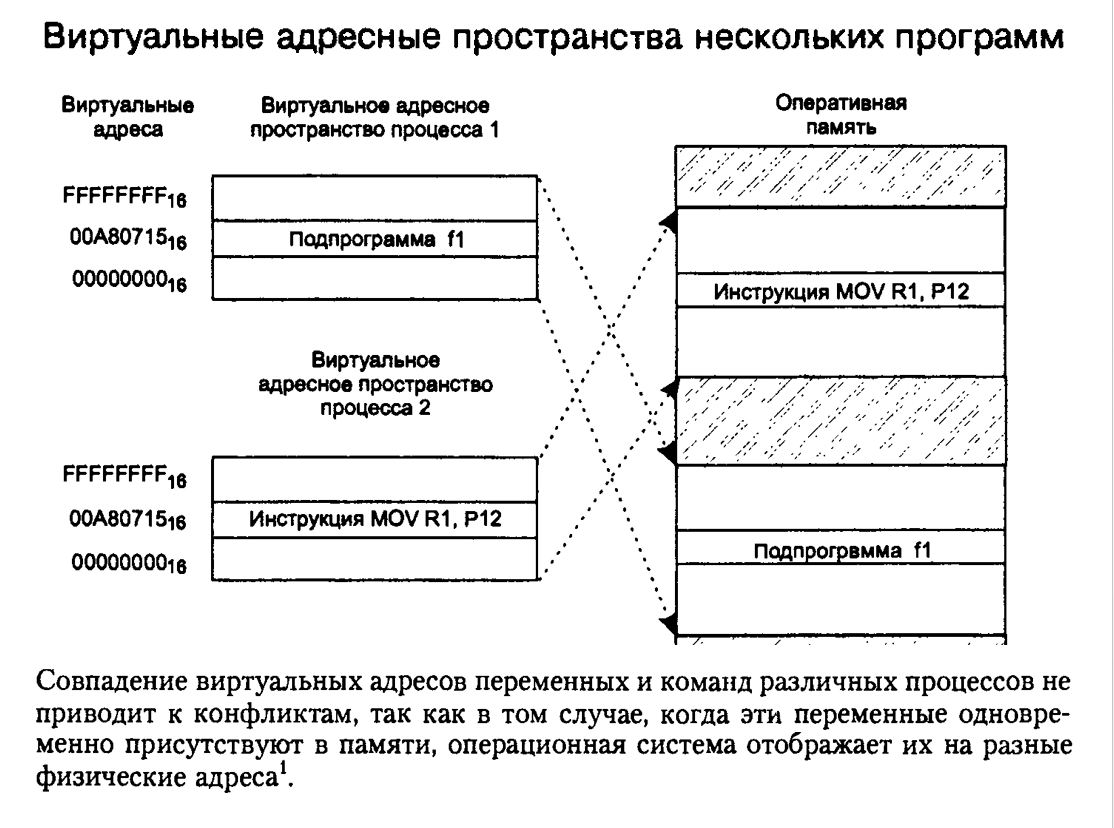 Виртуальные адресные пространства нескольких программ
Виртуальные
адреса
Виртуальное адресное
пространство процесса 1
Оперативная
память
FFFFFFFF16
00A8071516
Подпрограмма f1
0000000016
Инструкция MOV R1, P12
Виртуальное
адресное пространство
процесса 2
FFFFFFFF16
00A8071516
Инструкция MOV R1, P12
0000000016
Подпрогрвмма f1
Совпадение виртуальных адресов переменных и команд различных процессов не
приводит к конфликтам, так как в том случае, когда эти переменные одновре-
менно присутствуют в памяти, операционная система отображает их на разные
физические адреса¹.